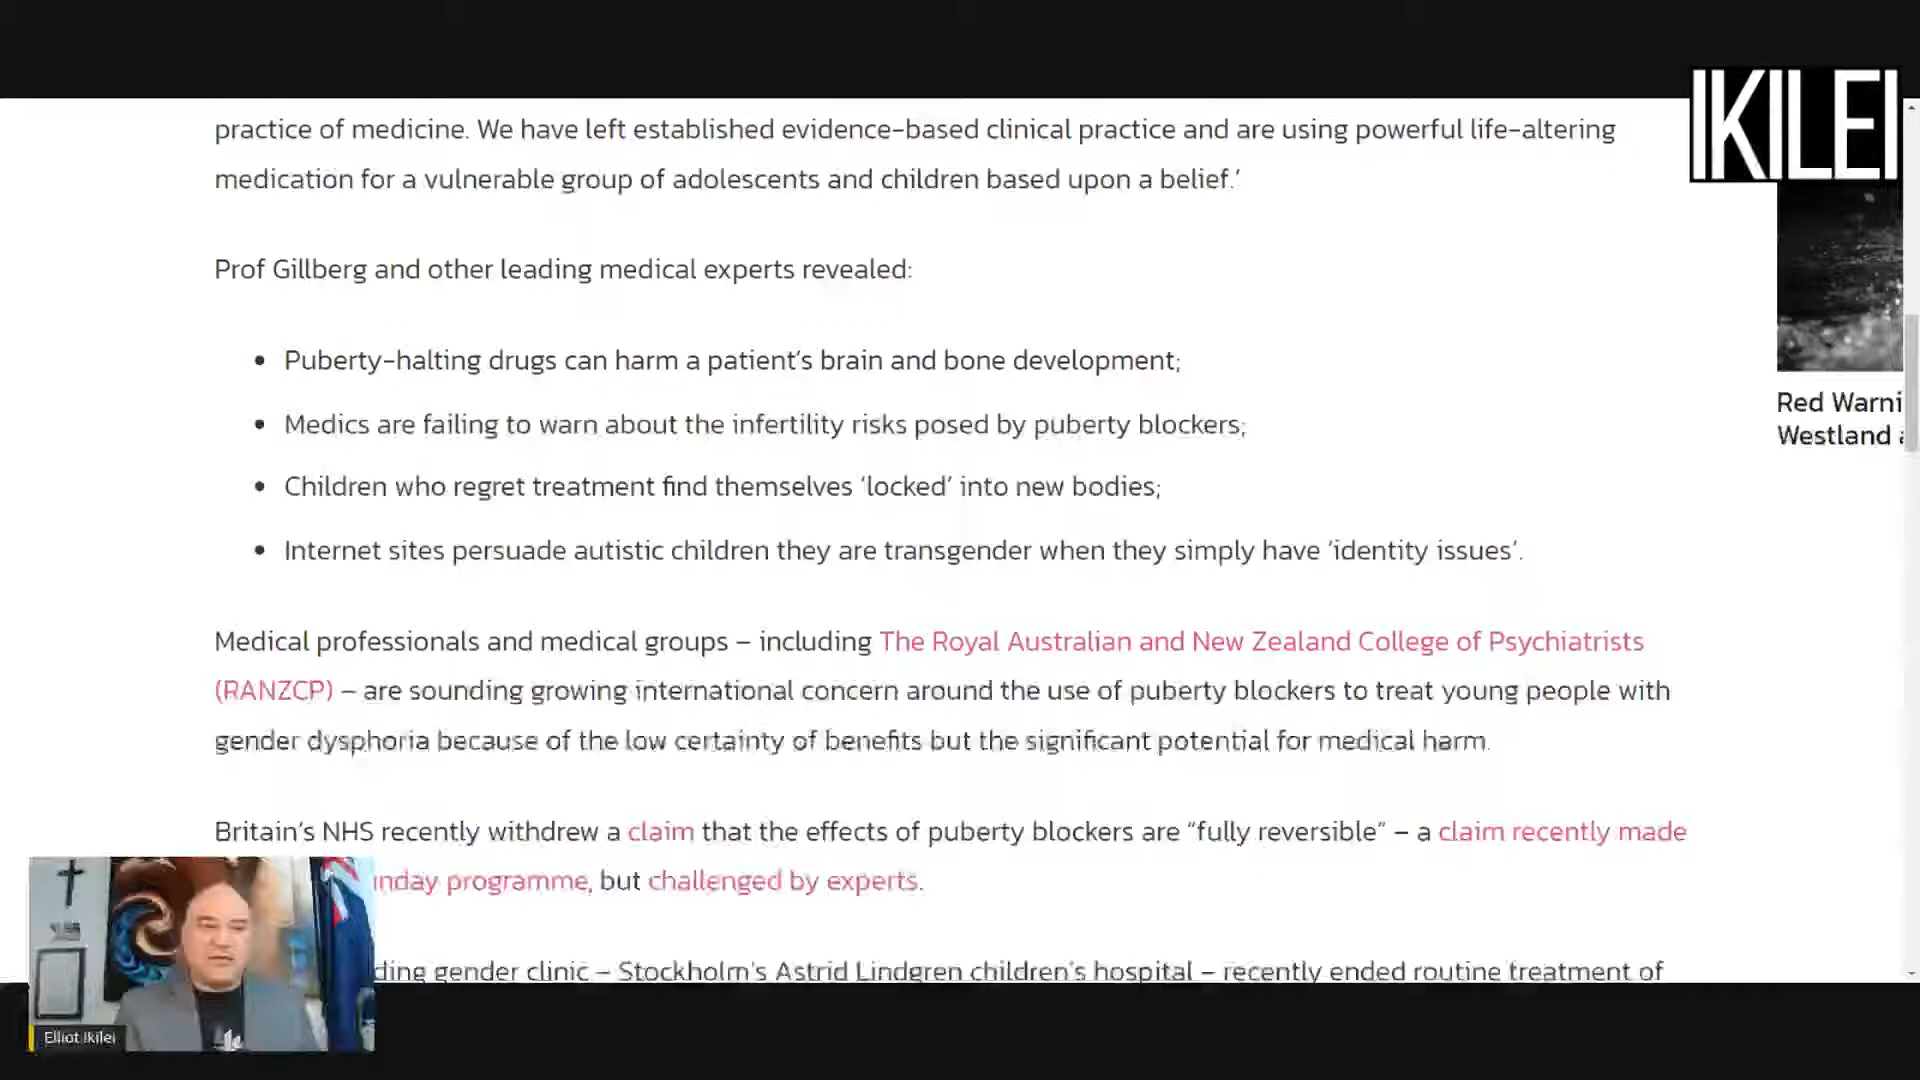 IKILEI
practice of medicine. We have left established evidence-based clinical practice and are using powerful life-altering
medication for a vulnerable group of adolescents and children based upon a belief.’
Prof Gillberg and other leading medical experts revealed:
• Puberty-halting drugs can harm a patient’s brain and bone development;
• Medics are failing to warn about the infertility risks posed by puberty blockers;
• Children who regret treatment find themselves ‘locked’ into new bodies;
• Internet sites persuade autistic children they are transgender when they simply have ‘identity issues’.
Medical professionals and medical groups – including The Royal Australian and New Zealand College of Psychiatrists
(RANZCP) – are sounding growing international concern around the use of puberty blockers to treat young people with
gender dysphoria because of the low certainty of benefits but the significant potential for medical harm.
Britain’s NHS recently withdrew a claim that the effects of puberty blockers are “fully reversible” – a claim recently made
programme, but challenged by experts.
gender clinic – Stockholm’s Astrid Lindgren children’s hospital – recently ended routine treatment of
Red
Westland
Elliot Ikilei